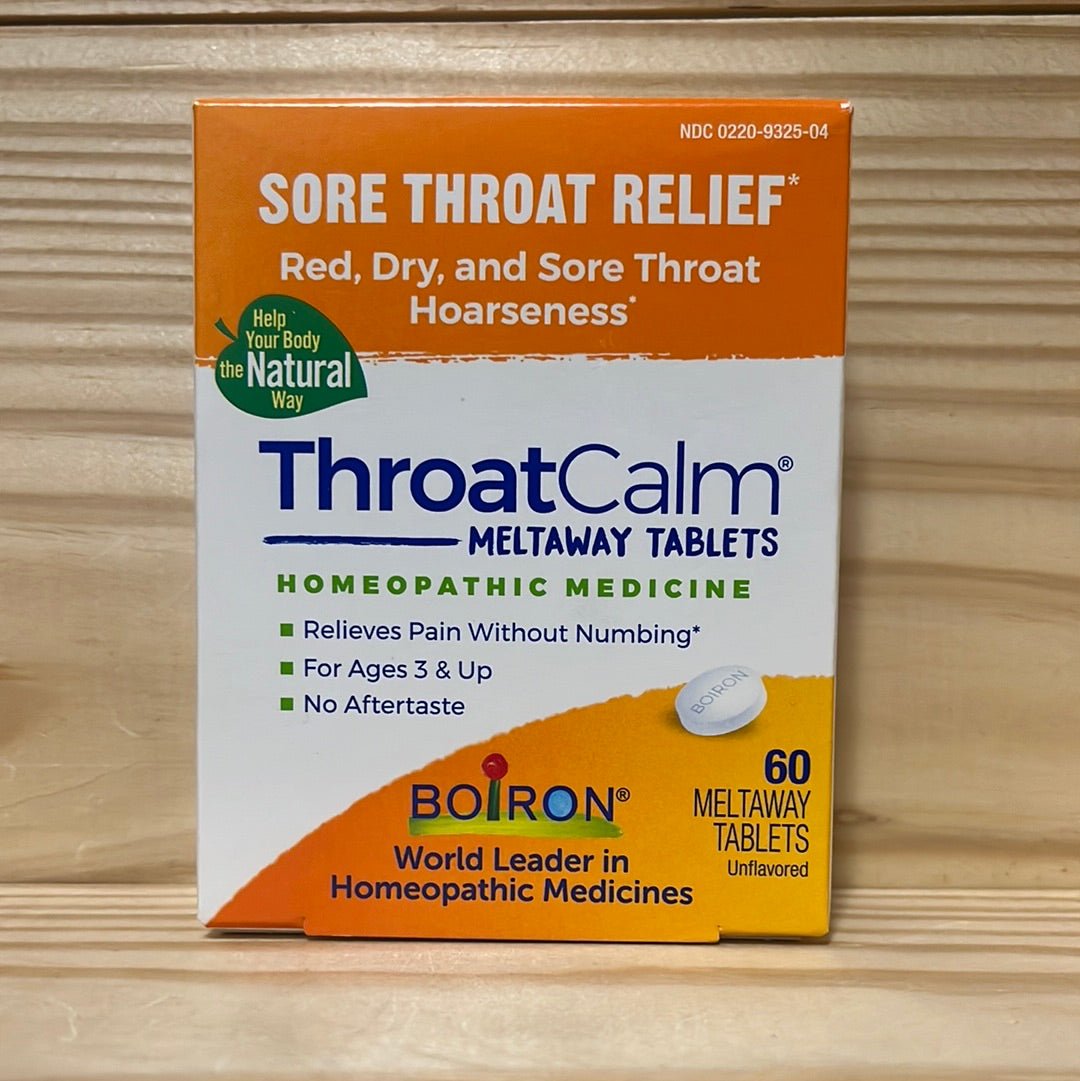 NDC 0220-9325-04
SORE THROAT RELIEF*
Red, Dry, and Sore Throat
Hoarseness*
Help
Your Body
the Natural
Way
ThroatCalm®
MELTAWAY TABLETS
HOMEOPATHIC MEDICINE
■ Relieves Pain Without Numbing*
■ For Ages 3 & Up
■ No Aftertaste
BOIRON
60
MELTAWAY
TABLETS
Unflavored
BOIRON®
World Leader in
Homeopathic Medicines